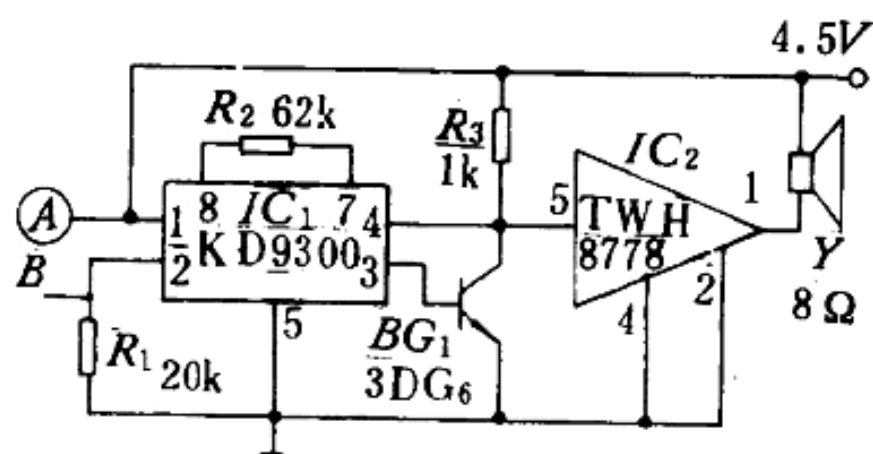 4.5V
R2 62k
R3
1k
IC2
1
A
1 8 IC1 7 4
5 TWH
2 KD9300 3
8778
B
Y
2
8Ω
5
4
R1 20k
BG1
3DG6